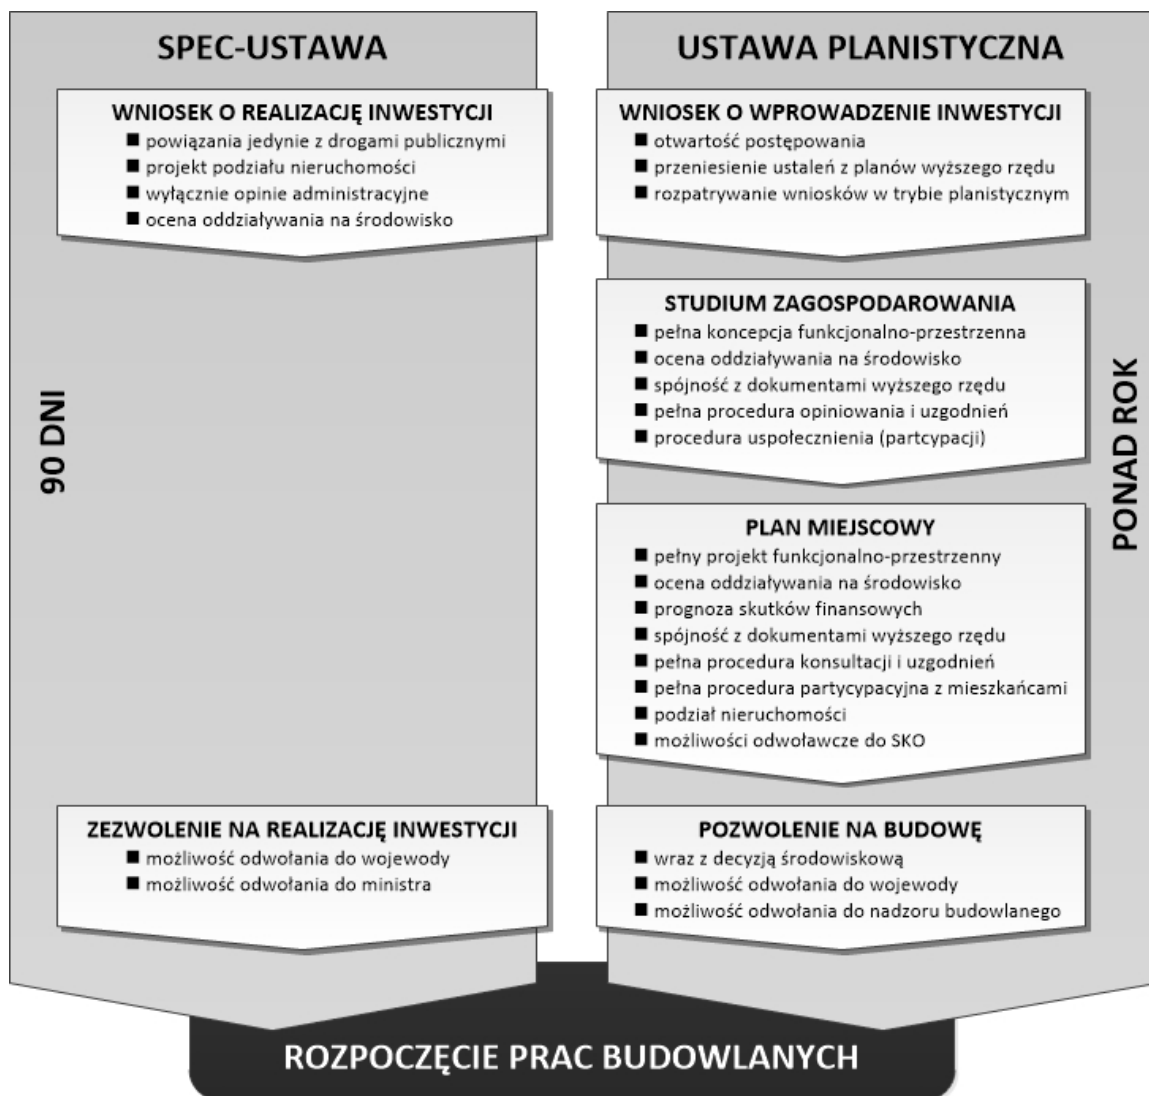 SPEC-USTAWA
WNIOSEK O REALIZACJĘ INWESTYCJI
■ powiązania jedynie z drogami publicznymi
■ projekt podziału nieruchomości
■ wyłącznie opinie administracyjne
■ ocena oddziaływania na środowisko
90 DNI
ZEZWOLENIE NA REALIZACJĘ INWESTYCJI
■ możliwość odwołania do wojewody
■ możliwość odwołania do ministra
USTAWA PLANISTYCZNA
WNIOSEK O WPROWADZENIE INWESTYCJI
■ otwartość postępowania
■ przeniesienie ustaleń z planów wyższego rzędu
■ rozpatrywanie wniosków w trybie planistycznym
STUDIUM ZAGOSPODAROWANIA
■ pełna koncepcja funkcjonalno-przestrzenna
■ ocena oddziaływania na środowisko
■ spójność z dokumentami wyższego rzędu
■ pełna procedura opiniowania i uzgodnień
■ procedura uspołecznienia (partcypacji)
PONAD ROK
PLAN MIEJSCOWY
■ pełny projekt funkcjonalno-przestrzenny
■ ocena oddziaływania na środowisko
■ prognoza skutków finansowych
■ spójność z dokumentami wyższego rzędu
■ pełna procedura konsultacji i uzgodnień
■ pełna procedura partycypacyjna z mieszkańcami
■ podział nieruchomości
■ możliwości odwoławcze do SKO
POZWOLENIE NA BUDOWĘ
■ wraz z decyzją środowiskową
■ możliwość odwołania do wojewody
■ możliwość odwołania do nadzoru budowlanego
ROZPOCZĘCIE PRAC BUDOWLANYCH